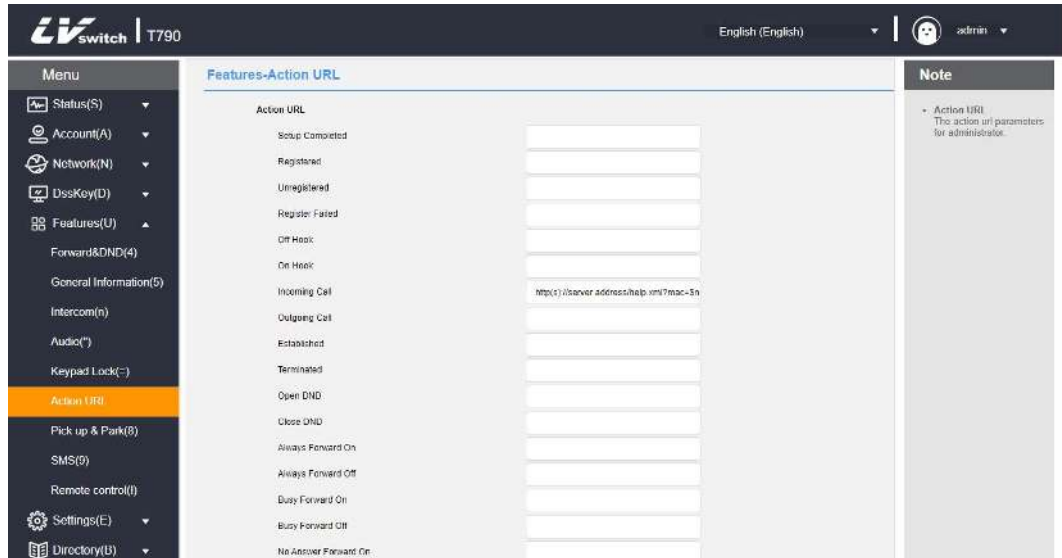 LVswitch | T790
English (English)
admin
Menu
Status(S)
Account(A)
Network(N)
DssKey(D)
Features(U)
Forward&DND(4)
General Information(5)
Intercom(n)
Audio(")
Keypad Lock(=)
Action URL
Pick up & Park(8)
SMS(9)
Remote control(I)
Settings(E)
Directory(B)
Features-Action URL
Action URL
Setup Completed
Registered
Unregistered
Register Failed
Off Hook
On Hook
Incoming Call
http(s)://server address/help.xml?mac=$n
Outgoing Call
Established
Terminated
Open DND
Close DND
Always Forward On
Always Forward Off
Busy Forward On
Busy Forward Off
No Answer Forward On
Note
Action URL
The action url parameters
for administrator.